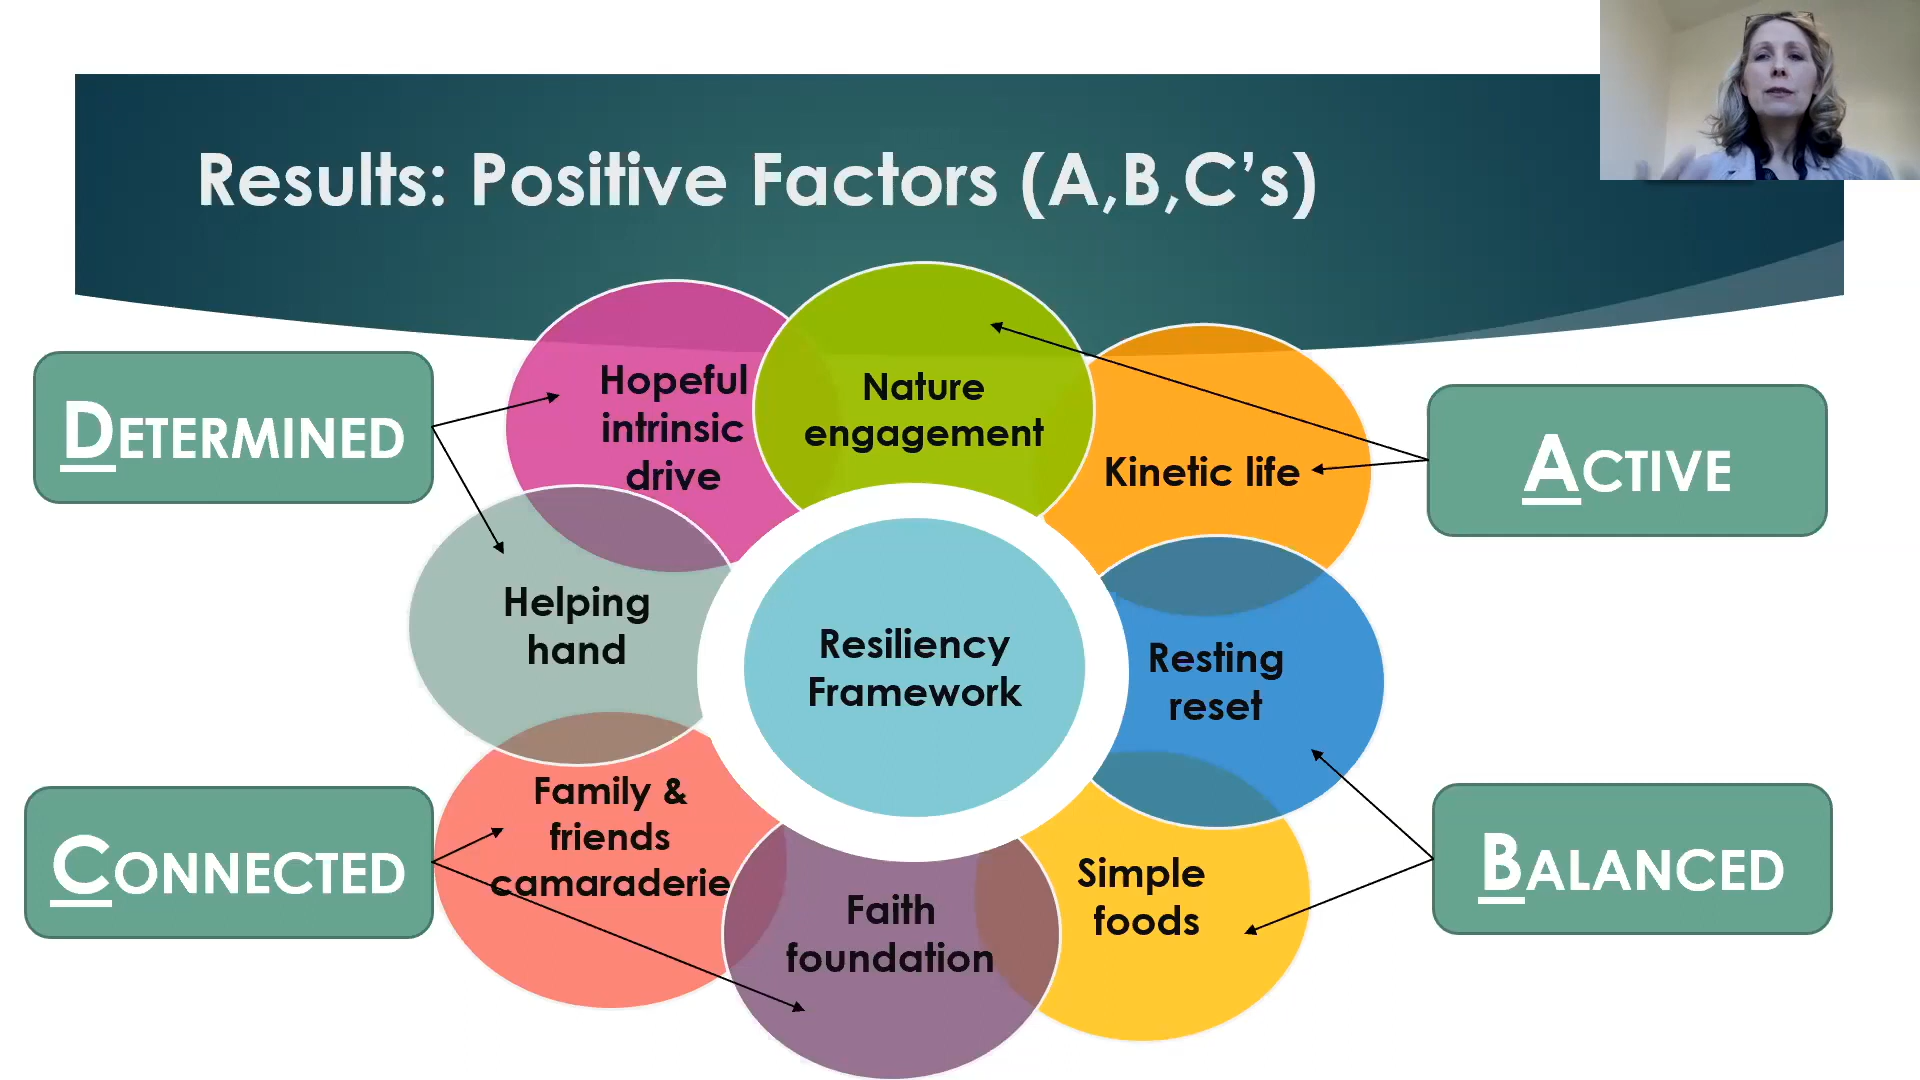 Results: Positive Factors (A,B,C's)
DETERMINED
Hopeful
intrinsic
drive
Nature
engagement
Kinetic life
ACTIVE
Helping
hand
Resiliency
Framework
Resting
reset
CONNECTED
Family &
friends
camaraderie
Faith
foundation
Simple
foods
BALANCED